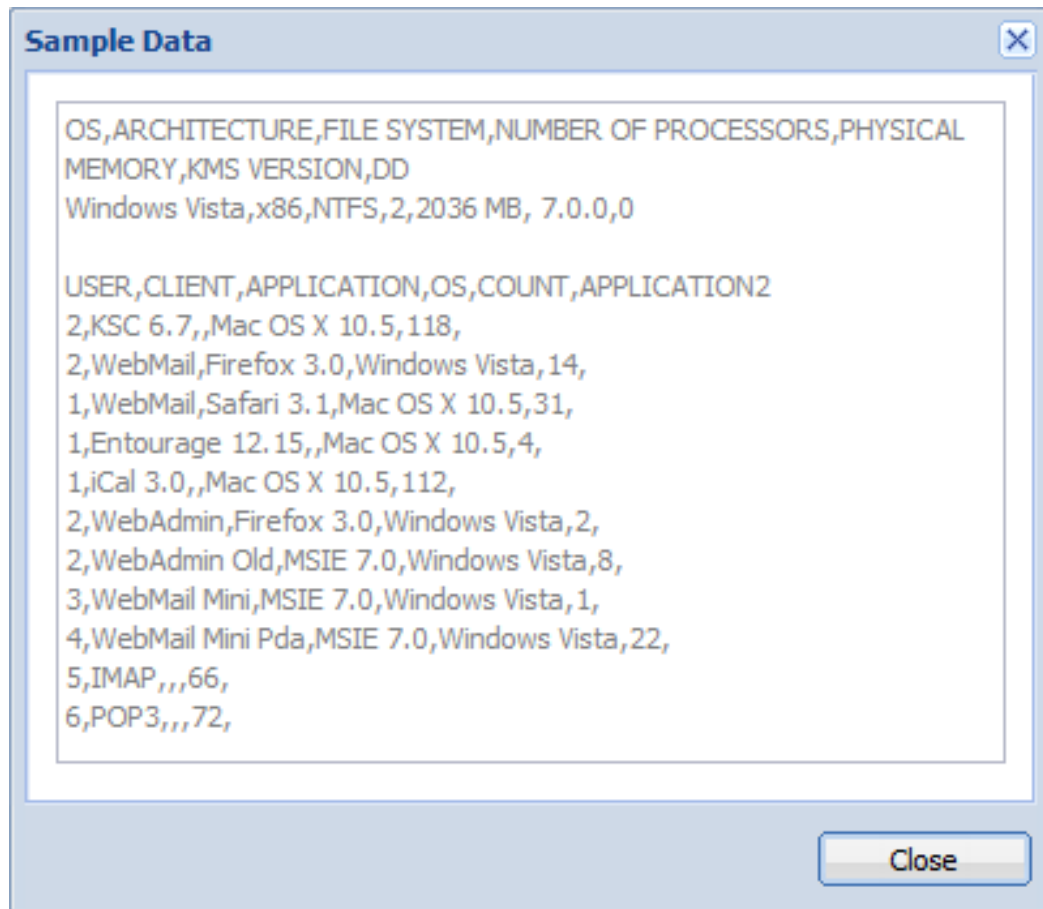 Sample Data
OS,ARCHITECTURE,FILE SYSTEM,NUMBER OF PROCESSORS,PHYSICAL
MEMORY,KMS VERSION,DD
Windows Vista,x86,NTFS,2,2036 MB, 7.0.0,0
USER,CLIENT,APPLICATION,OS,COUNT,APPLICATION2
2,KSC 6.7,,Mac OS X 10.5,118,
2,WebMail,Firefox 3.0,Windows Vista,14,
1,WebMail,Safari 3.1,Mac OS X 10.5,31,
1,Entourage 12.15,,Mac OS X 10.5,4,
1,iCal 3.0,,Mac OS X 10.5,112,
2,WebAdmin,Firefox 3.0,Windows Vista,2,
2,WebAdmin Old,MSIE 7.0,Windows Vista,8,
3,WebMail Mini,MSIE 7.0,Windows Vista,1,
4,WebMail Mini Pda,MSIE 7.0,Windows Vista,22,
5,IMAP,,,66,
6,POP3,,,72,
Close